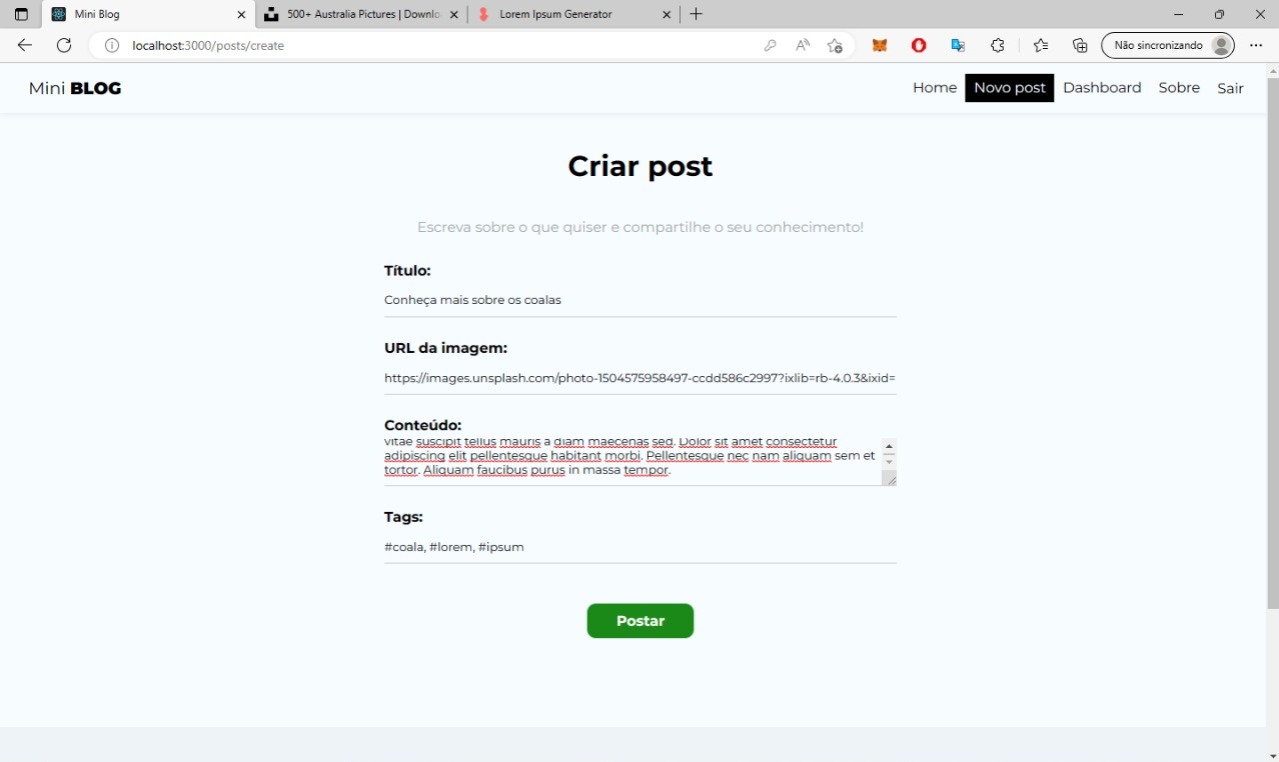 Mini Blog
500+ Australia Pictures | Downlo
Lorem Ipsum Generator
localhost:3000/posts/create
Não sincronizando
Mini BLOG
Home Novo post Dashboard Sobre Sair
Criar post
Escreva sobre o que quiser e compartilhe o seu conhecimento!
Título:
Conheça mais sobre os coalas
URL da imagem:
https://images.unsplash.com/photo-1504575958497-ccdd586c2997?ixlib=rb-4.0.3&ixid=
Conteúdo:
vitae suscipit tellus mauris a diam maecenas sed. Dolor sit amet consectetur
adipiscing elit pellentesque habitant morbi. Pellentesque nec nam aliquam sem et
tortor. Aliquam faucibus purus in massa tempor.
Tags:
#coala, #lorem, #ipsum
Postar